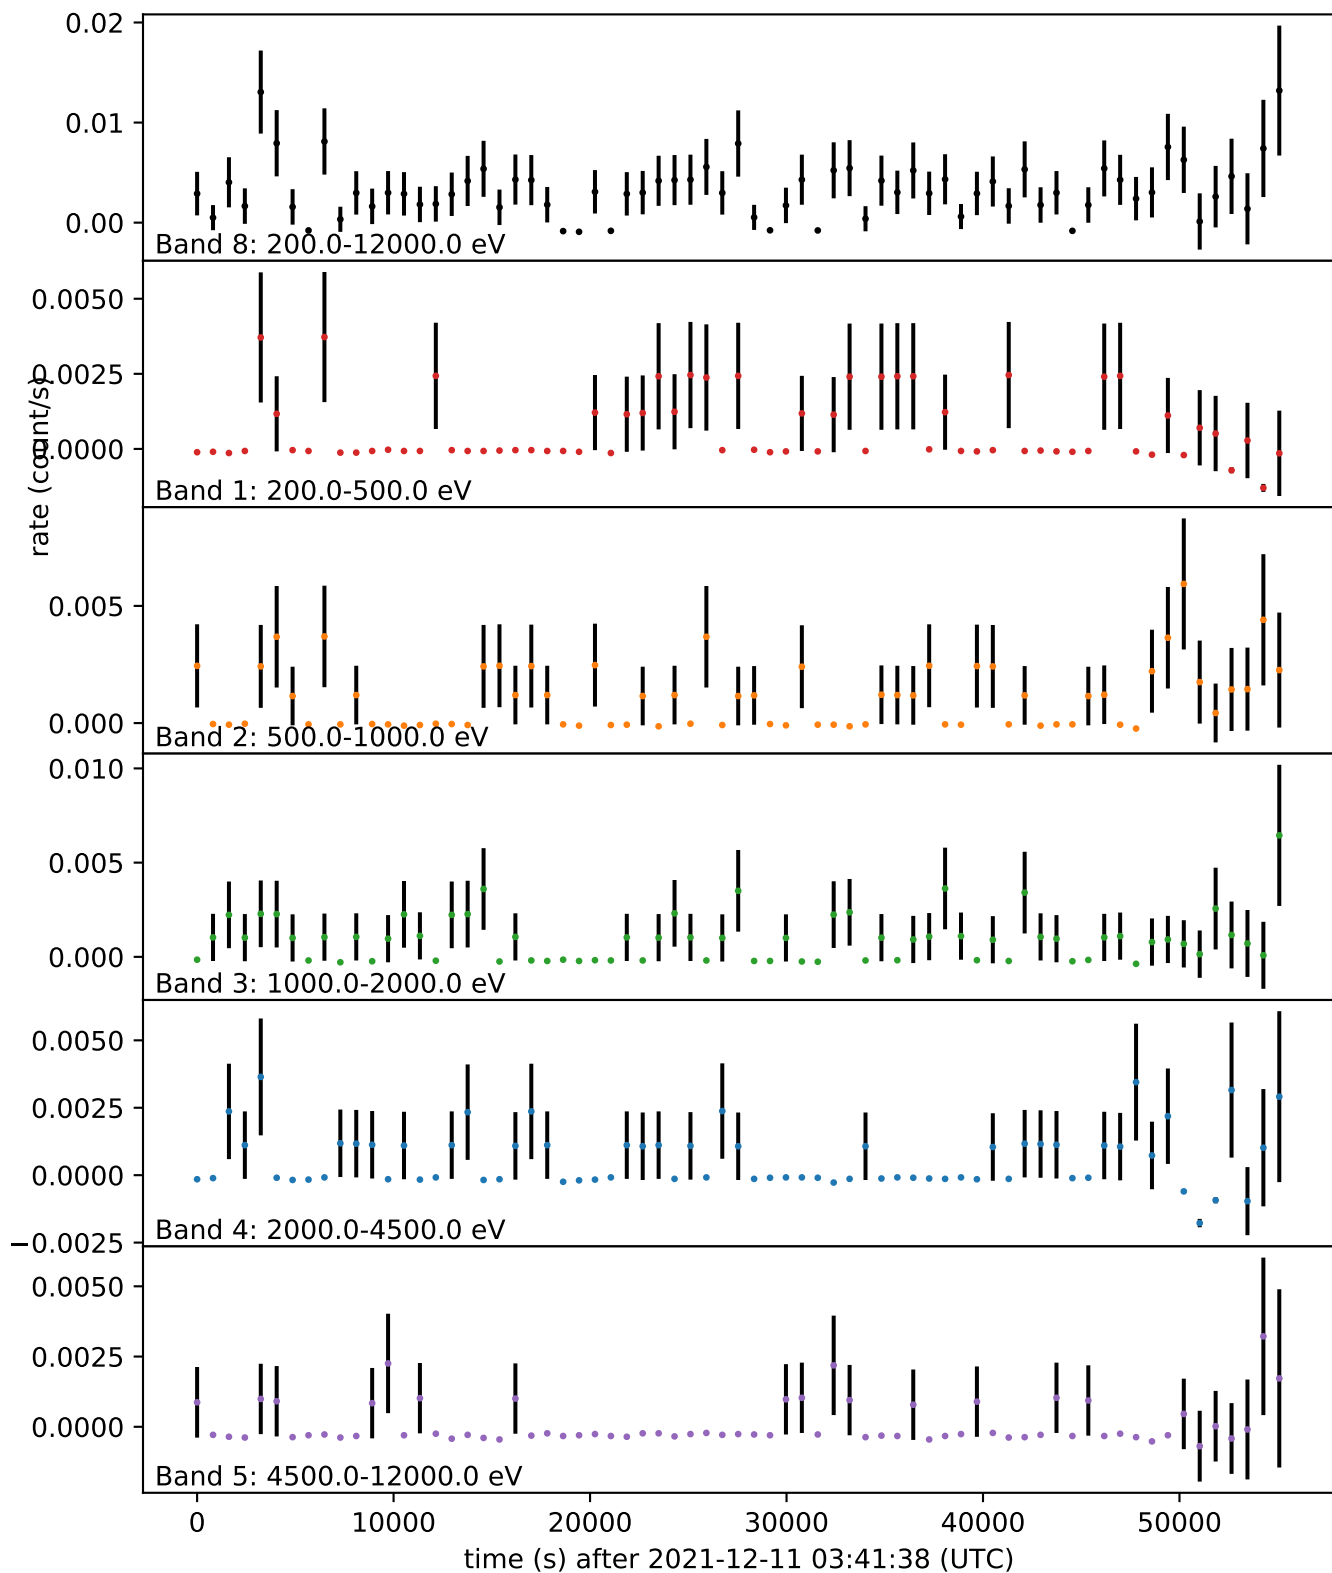 0.02
0.01
0.00
Band 8: 200.0-12000.0 eV
0.0050
0.0025
0.0000
Band 1: 200.0-500.0 eV
rate (count/s)
0.005
0.000
Band 2: 500.0-1000.0 eV
0.010
0.005
0.000
Band 3: 1000.0-2000.0 eV
0.0050
0.0025
0.0000
−0.0025
Band 4: 2000.0-4500.0 eV
0.0050
0.0025
0.0000
Band 5: 4500.0-12000.0 eV
0 10000 20000 30000 40000 50000
time (s) after 2021-12-11 03:41:38 (UTC)